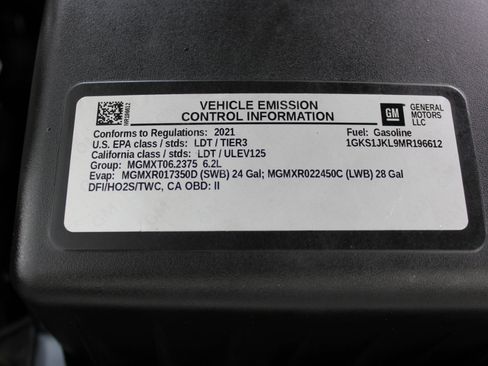 VEHICLE EMISSION
CONTROL INFORMATION
GM
GENERAL
MOTORS
LLC
Conforms to Regulations: 2021
Fuel: Gasoline
U.S. EPA class / stds: LDT / TIER3
1GKS1JKL9MR196612
California class / stds: LDT / ULEV125
Group: MGMXT06.2375 6.2L
Evap: MGMXR017350D (SWB) 24 Gal; MGMXR022450C (LWB) 28 Gal
DFI/HO2S/TWC, CA OBD: II